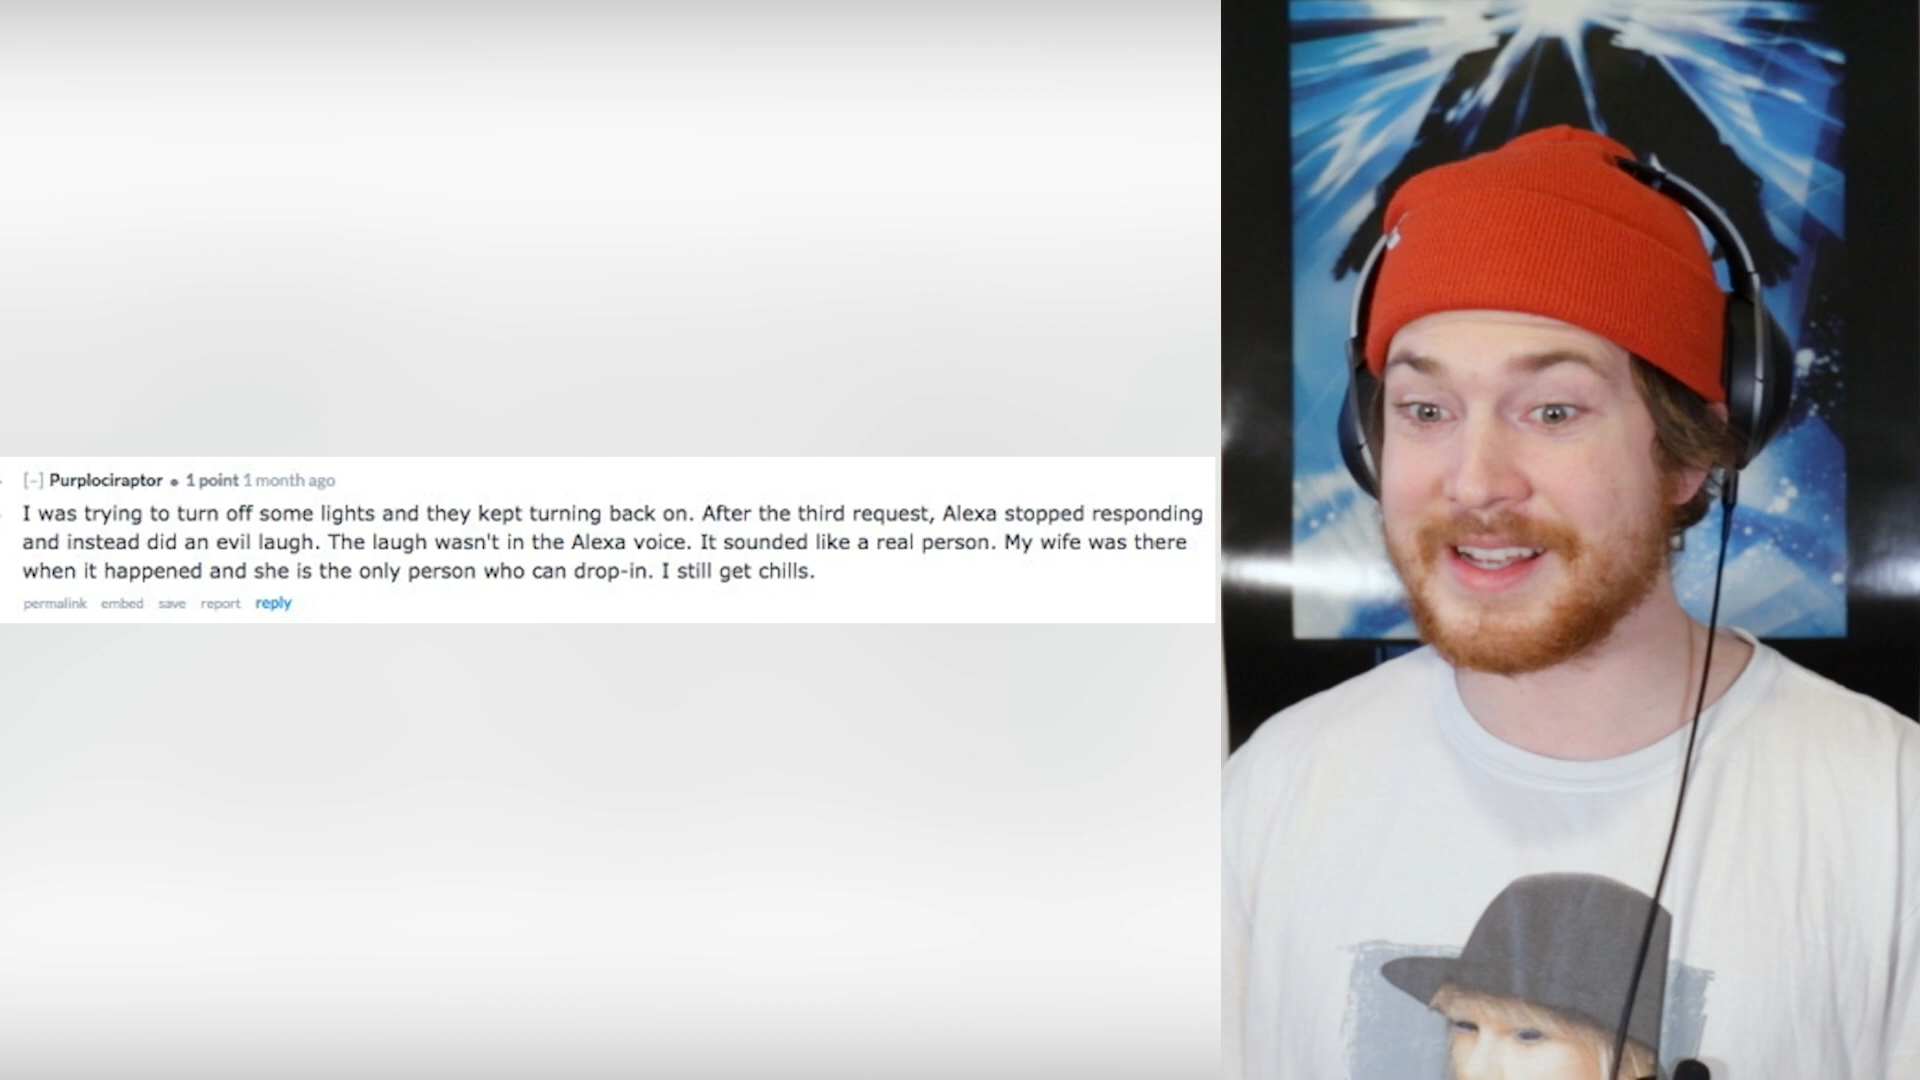 [-] Purplociraptor • 1 point 1 month ago
I was trying to turn off some lights and they kept turning back on. After the third request, Alexa stopped responding
and instead did an evil laugh. The laugh wasn't in the Alexa voice. It sounded like a real person. My wife was there
when it happened and she is the only person who can drop-in. I still get chills.
permalink embed save report reply